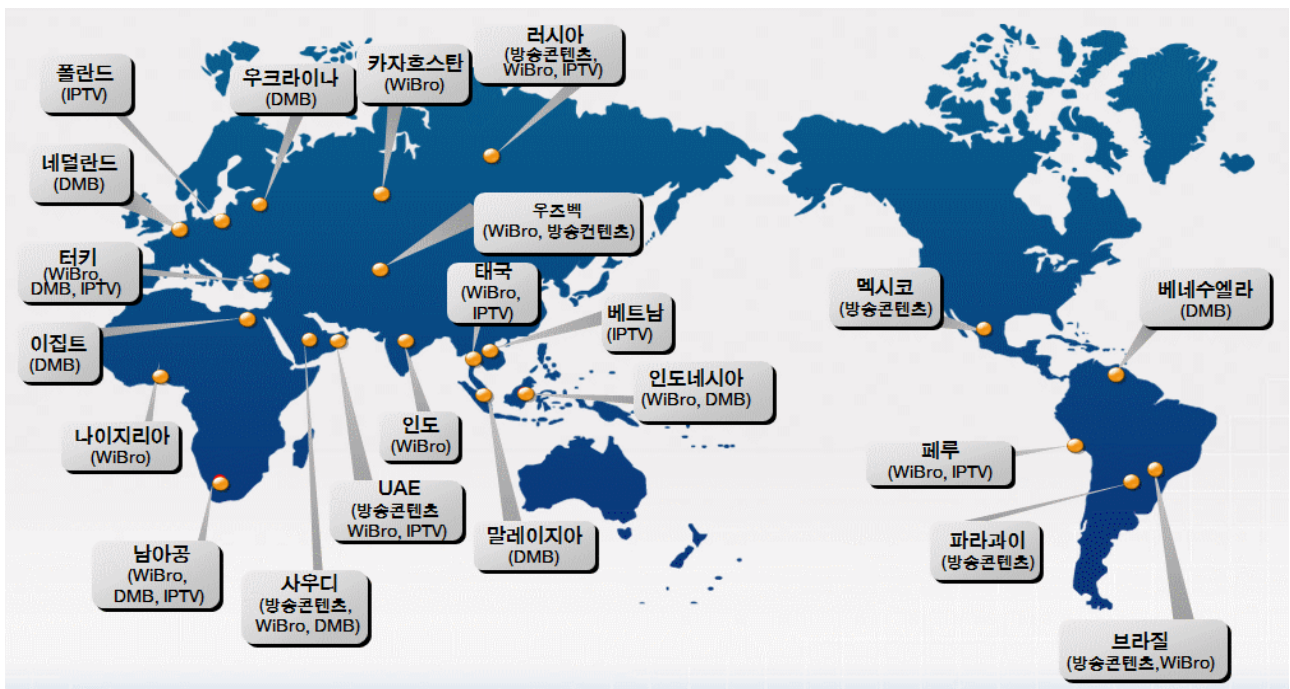 러시아
(방송콘텐츠,
WiBro, IPTV)
카자흐스탄
(WiBro)
우크라이나
(DMB)
폴란드
(IPTV)
네덜란드
(DMB)
우즈벡
(WiBro, 방송컨텐츠)
터키
(WiBro,
DMB, IPTV)
태국
(WiBro,
IPTV)
베트남
(IPTV)
멕시코
(방송콘텐츠)
베네수엘라
(DMB)
이집트
(DMB)
인도네시아
(WiBro, DMB)
나이지리아
(WiBro)
인도
(WiBro)
페루
(WiBro, IPTV)
UAE
(방송콘텐츠
WiBro, IPTV)
말레이지아
(DMB)
파라과이
(방송콘텐츠)
남아공
(WiBro,
DMB, IPTV)
사우디
(방송콘텐츠,
WiBro, DMB)
브라질
(방송콘텐츠,WiBro)